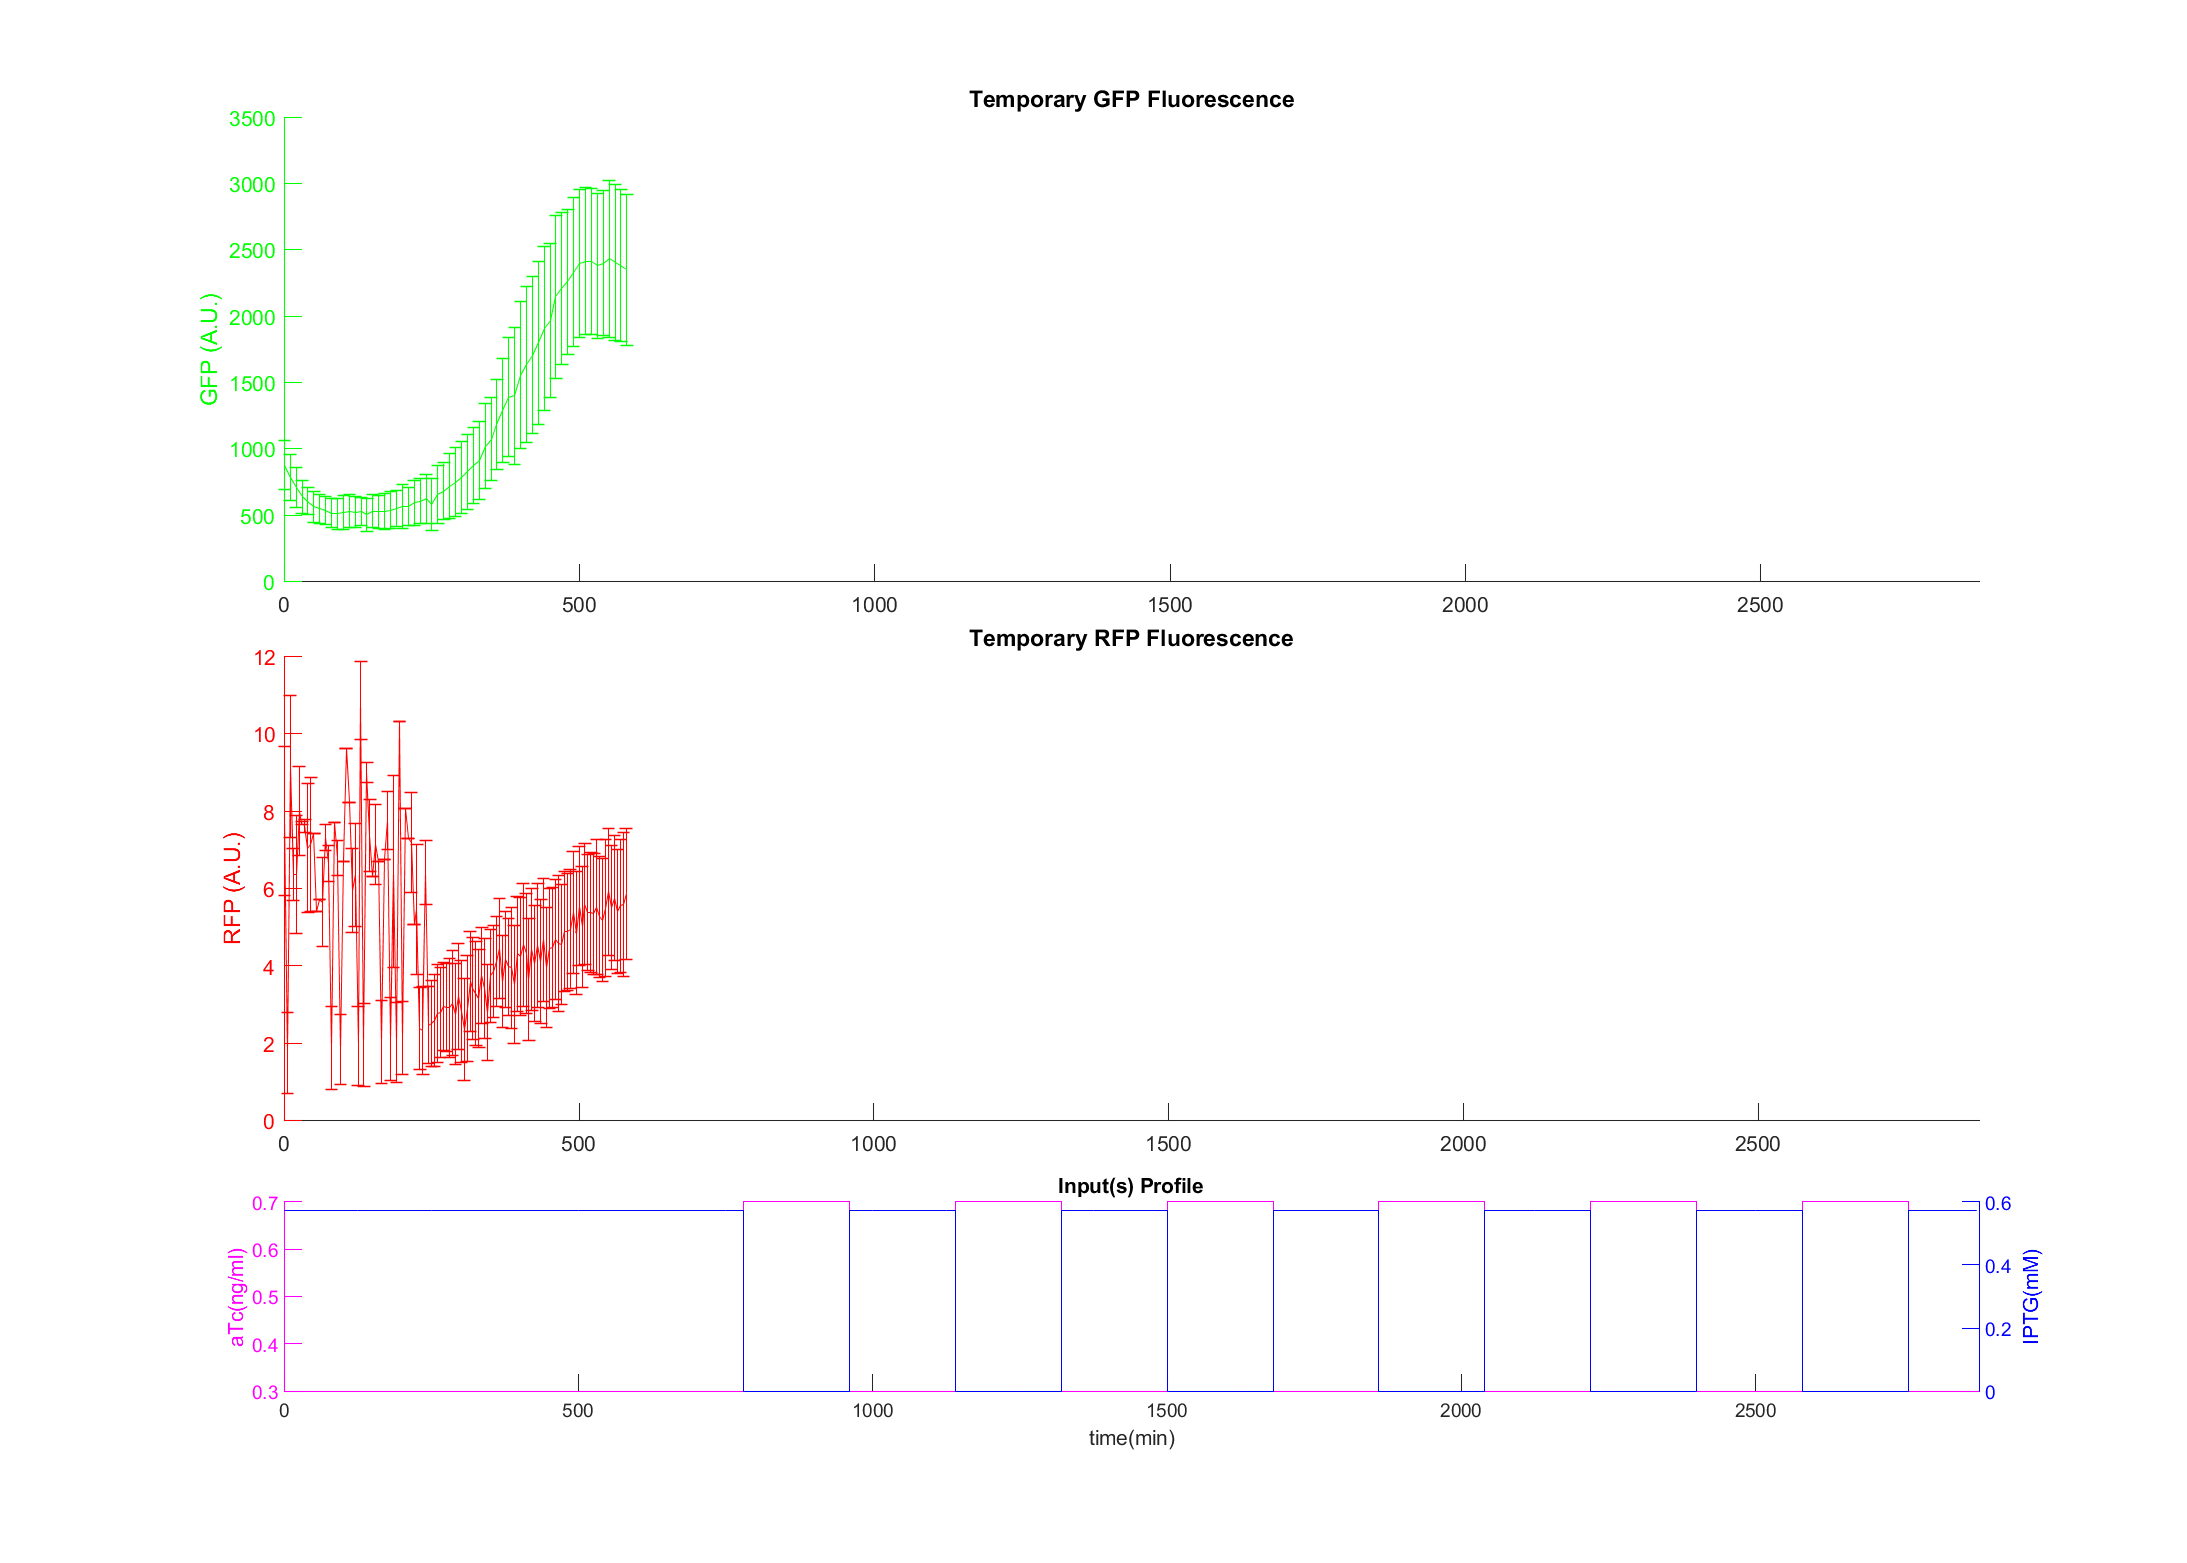 Temporary GFP Fluorescence
3500
3000
2500
2000
1500
1000
500
0
GFP (A.U.)
0 500 1000 1500 2000 2500
Temporary RFP Fluorescence
12
10
8
6
4
2
0
RFP (A.U.)
0 500 1000 1500 2000 2500
Input(s) Profile
0.7
0.6
0.5
0.4
0.3
aTc(ng/ml)
0.6
0.4
0.2
0
IPTG(mM)
0 500 1000 1500 2000 2500
time(min)